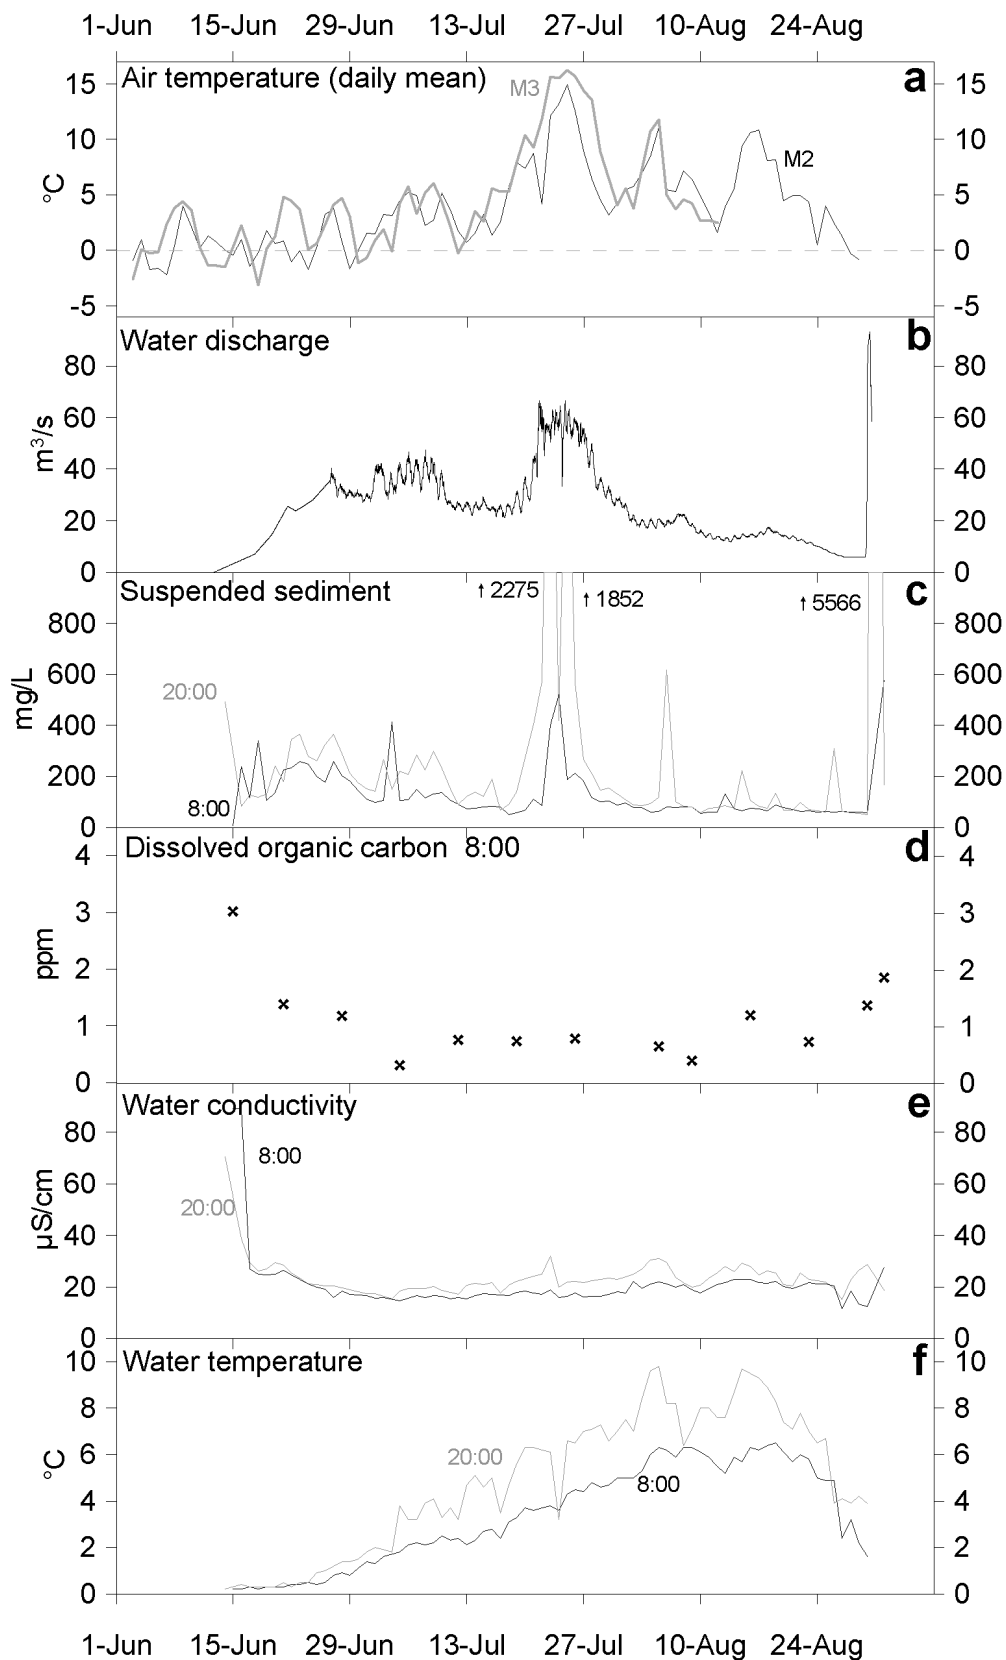 1-Jun 15-Jun 29-Jun 13-Jul 27-Jul 10-Aug 24-Aug
Air temperature (daily mean) a
M3
M2
°C
15 15
10 10
5 5
0 0
-5 -5
Water discharge b
m³/s
80 80
60 60
40 40
20 20
0 0
Suspended sediment c
↑2275
↑1852
↑5566
mg/L
800 800
600 600
400 400
200 200
0 0
20:00
8:00
Dissolved organic carbon 8:00 d
ppm
4 4
3 3
2 2
1 1
0 0
Water conductivity e
µS/cm
80 80
60 60
40 40
20 20
0 0
8:00
20:00
Water temperature f
°C
10 10
8 8
6 6
4 4
2 2
0 0
20:00
8:00
1-Jun 15-Jun 29-Jun 13-Jul 27-Jul 10-Aug 24-Aug